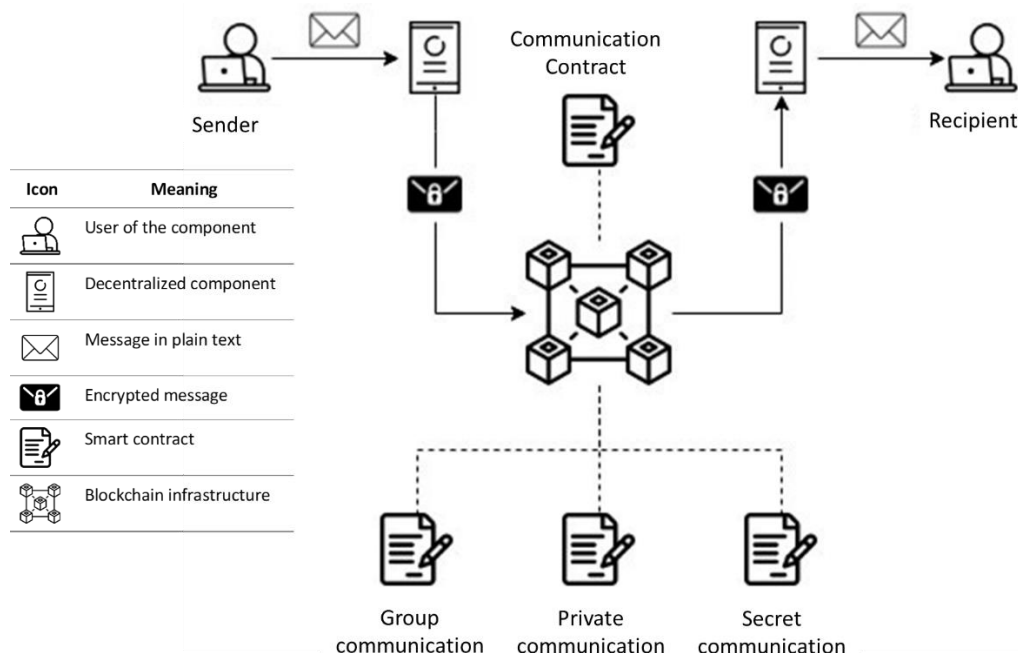 Communication
Contract
Sender
Recipient
Icon Meaning
User of the component
Decentralized component
Message in plain text
Encrypted message
Smart contract
Blockchain infrastructure
Group
communication
Private
communication
Secret
communication